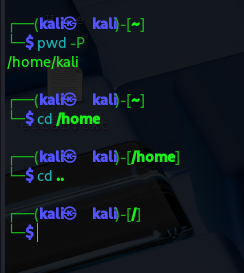 ┌──(kali㉿kali)-[~]
└─$ pwd -P
/home/kali
┌──(kali㉿kali)-[~]
└─$ cd /home
┌──(kali㉿kali)-[/home]
└─$ cd ..
┌──(kali㉿kali)-[/]
└─$